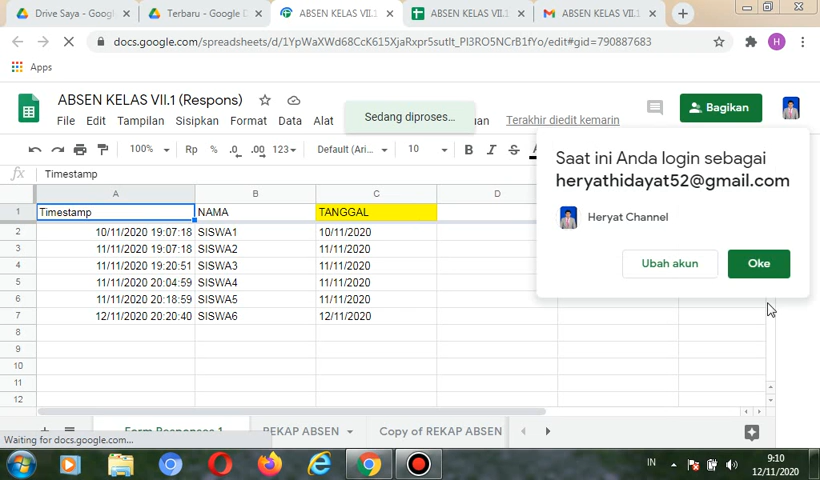 Drive Saya - Goog
Terbaru - Google D
ABSEN KELAS VII.1
ABSEN KELAS VII.1
ABSEN KELAS VII.1
docs.google.com/spreadsheets/d/1YpWaXWd68CcK615XjaRxpr5sutIt_PI3RO5NCrB1fYo/edit#gid=790887683
H
Apps
ABSEN KELAS VII.1 (Respons)
Sedang diproses...
Bagikan
File Edit Tampilan Sisipkan Format Data Alat
Terakhir diedit kemarin
100% Rp % .0 .00 123 Default (Ari... 10 B I S A
fx Timestamp
Saat ini Anda login sebagai
heryathidayat52@gmail.com
Heryat Channel
Ubah akun Oke
A B C D
1 Timestamp NAMA TANGGAL
2 10/11/2020 19:07:18 SISWA1 10/11/2020
3 11/11/2020 19:07:18 SISWA2 11/11/2020
4 11/11/2020 19:20:51 SISWA3 11/11/2020
5 11/11/2020 20:04:59 SISWA4 11/11/2020
6 11/11/2020 20:18:59 SISWA5 11/11/2020
7 12/11/2020 20:20:40 SISWA6 12/11/2020
8
9
10
11
12
Form Responses 1 REKAP ABSEN Copy of REKAP ABSEN
Waiting for docs.google.com...
IN
9:10
12/11/2020